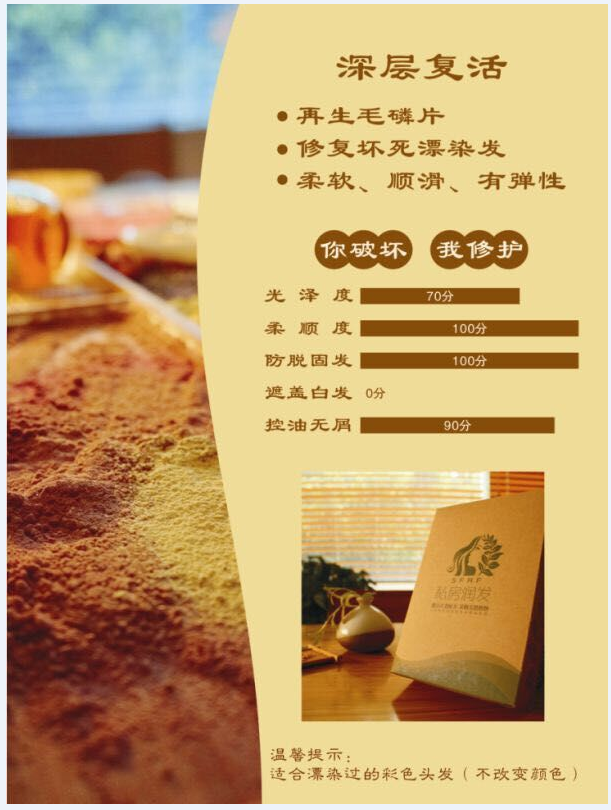 深层复活
● 再生毛磷片
● 修复坏死漂染发
● 柔软、顺滑、有弹性
你破坏 我修护
光泽度 70分
柔顺度 100分
防脱固发 100分
遮盖白发 0分
控油无屑 90分
SFHF
私房润发
温馨提示：
适合漂染过的彩色头发（不改变颜色）